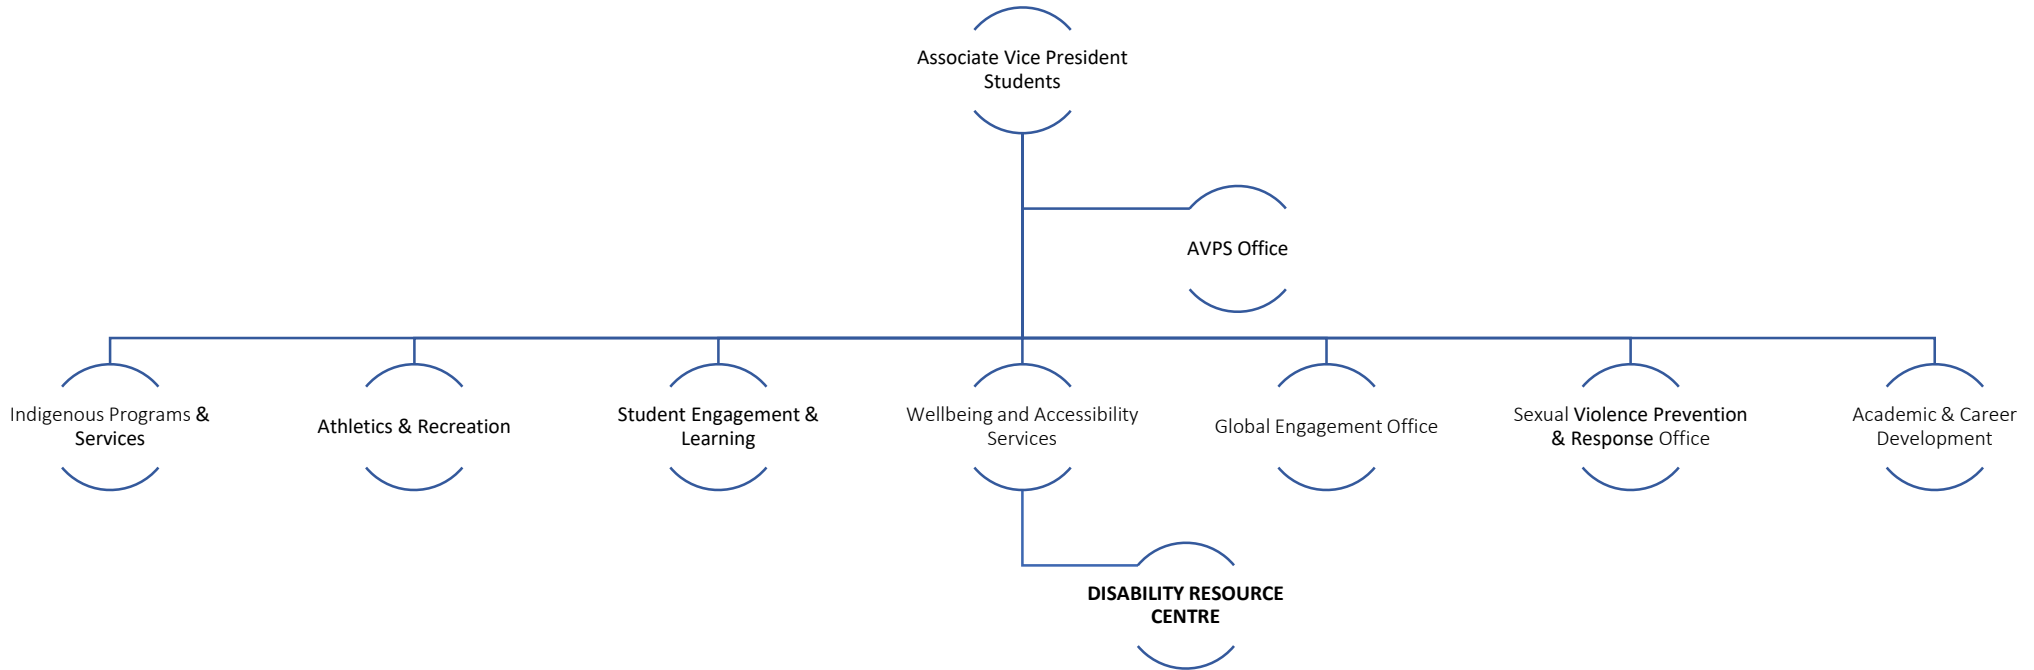 Associate Vice President
Students
AVPS Office
Indigenous Programs &
Services
Athletics & Recreation
Student Engagement &
Learning
Wellbeing and Accessibility
Services
Global Engagement Office
Sexual Violence Prevention
& Response Office
Academic & Career
Development
DISABILITY RESOURCE
CENTRE